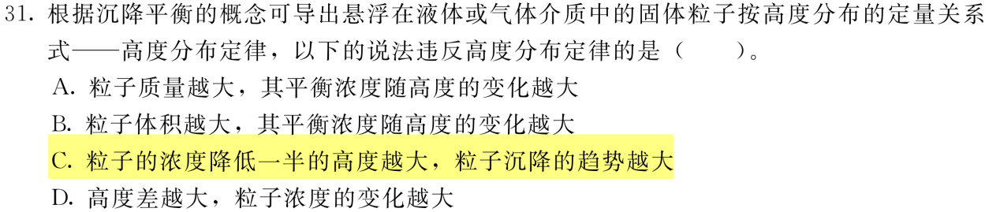 31. 根据沉降平衡的概念可导出悬浮在液体或气体介质中的固体粒子按高度分布的定量关系
式——高度分布定律，以下的说法违反高度分布定律的是（　　）。
A. 粒子质量越大，其平衡浓度随高度的变化越大
B. 粒子体积越大，其平衡浓度随高度的变化越大
C. 粒子的浓度降低一半的高度越大，粒子沉降的趋势越大
D. 高度差越大，粒子浓度的变化越大